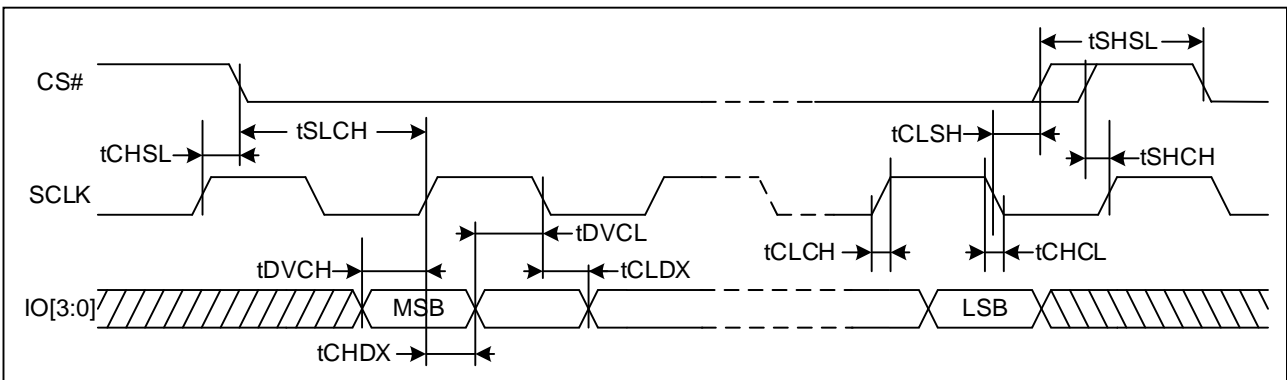 tSHSL
CS#
tSLCH
tCLSH
tCHSL
tSHCH
SCLK
tDVCL
tCLCH
tCHCL
tDVCH
tCLDX
IO[3:0]
MSB
LSB
tCHDX